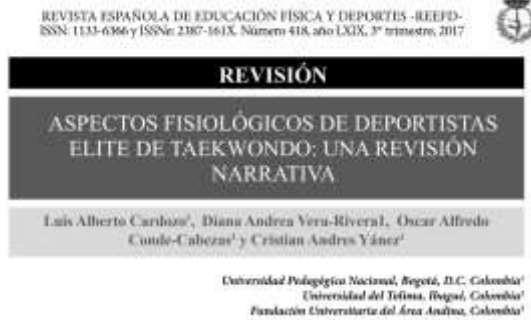 REVISTA ESPAÑOLA DE EDUCACIÓN FÍSICA Y DEPORTES -REEFD-
ISSN: 1133-6366 y ISSNe: 2387-161X. Número 418, año LXIX, 3º trimestre, 2017
REVISIÓN
ASPECTOS FISIOLÓGICOS DE DEPORTISTAS
ELITE DE TAEKWONDO: UNA REVISIÓN
NARRATIVA
Luis Alberto Cardozo¹, Diana Andrea Vera-Rivera1, Oscar Alfredo
Conde-Cabezas² y Cristian Andres Yánez³
Universidad Pedagógica Nacional, Bogotá, D.C. Colombia¹
Universidad del Tolima, Ibagué, Colombia²
Fundación Universitaria del Área Andina, Colombia³